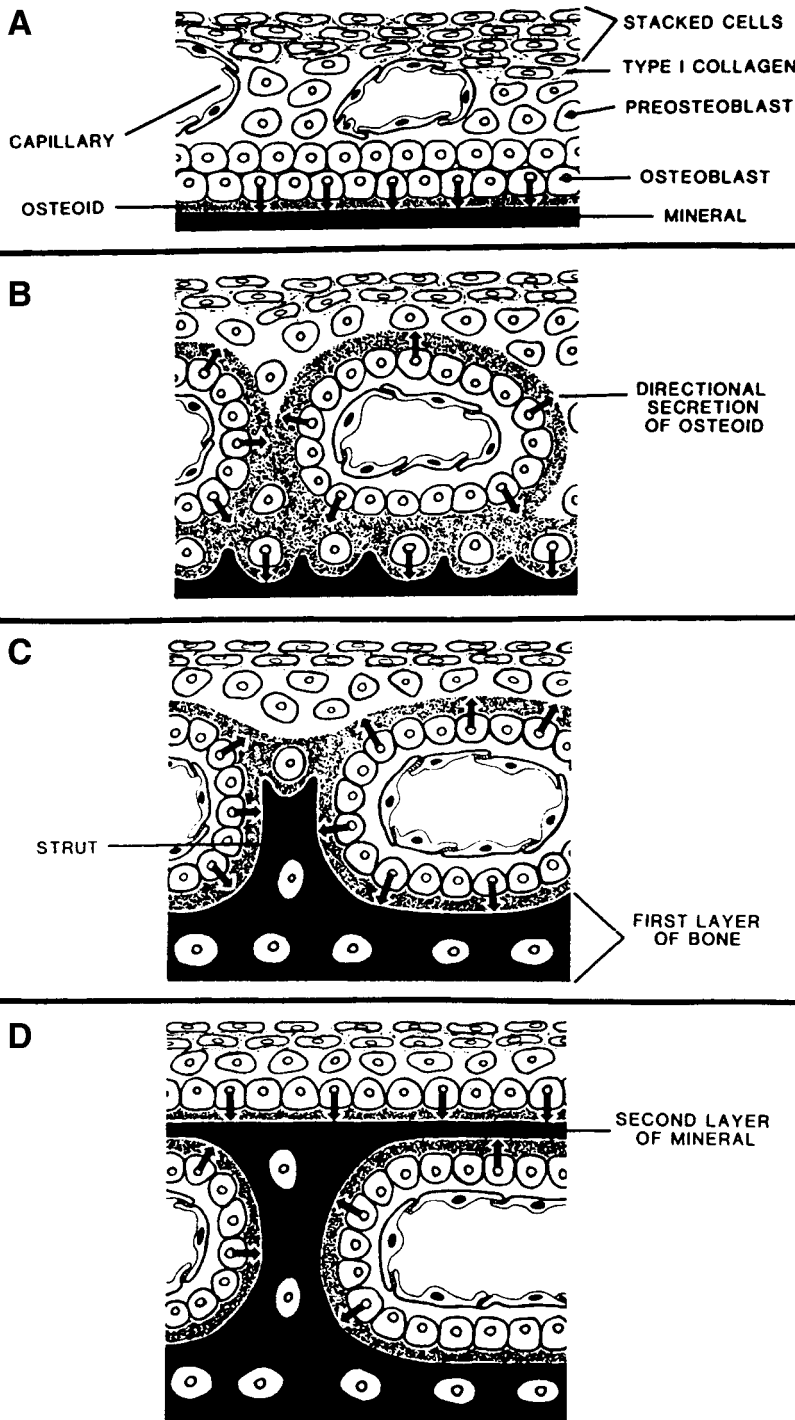 A
STACKED CELLS
TYPE I COLLAGEN
PREOSTEOBLAST
CAPILLARY
OSTEOBLAST
OSTEOID
MINERAL
B
DIRECTIONAL
SECRETION
OF OSTEOID
C
STRUT
FIRST LAYER
OF BONE
D
SECOND LAYER
OF MINERAL